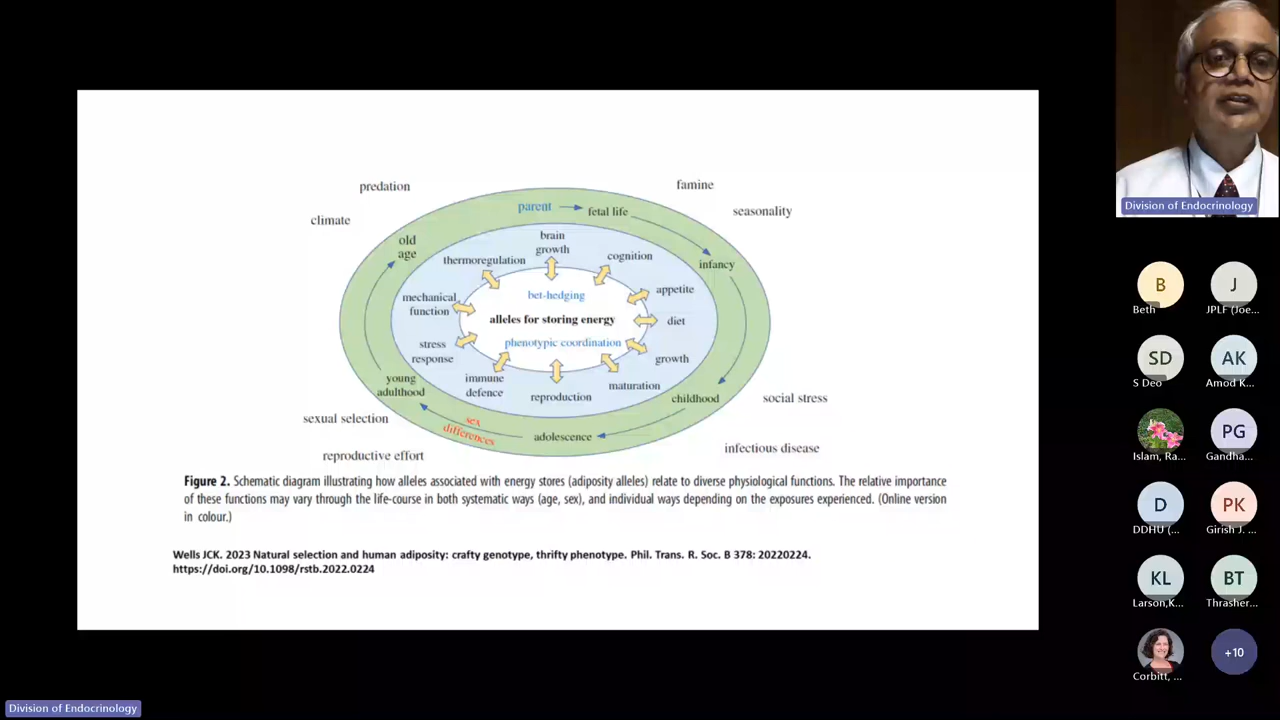 predation
famine
climate
seasonality
parent
fetal life
old
age
infancy
brain
growth
thermoregulation
cognition
mechanical
function
appetite
bet-hedging
alleles for storing energy
diet
phenotypic coordination
stress
response
growth
immune
defence
reproduction
maturation
young
adulthood
childhood
social stress
sexual selection
sex
differences
adolescence
reproductive effort
infectious disease
Figure 2. Schematic diagram illustrating how alleles associated with energy stores (adiposity alleles) relate to diverse physiological functions. The relative importance
of these functions may vary through the life-course in both systematic ways (age, sex), and individual ways depending on the exposures experienced. (Online version
in colour.)
Wells JCK. 2023 Natural selection and human adiposity: crafty genotype, thrifty phenotype. Phil. Trans. R. Soc. B 378: 20220224.
https://doi.org/10.1098/rstb.2022.0224
Division of Endocrinology
B
J
Beth
JPLF (Joe...
SD
AK
S Deo
Amod K...
PG
Islam, Ra...
Gandha...
D
PK
DDHU (...
Girish J. ...
KL
BT
Larson,K...
Thrasher...
+10
Corbitt, ...
Division of Endocrinology